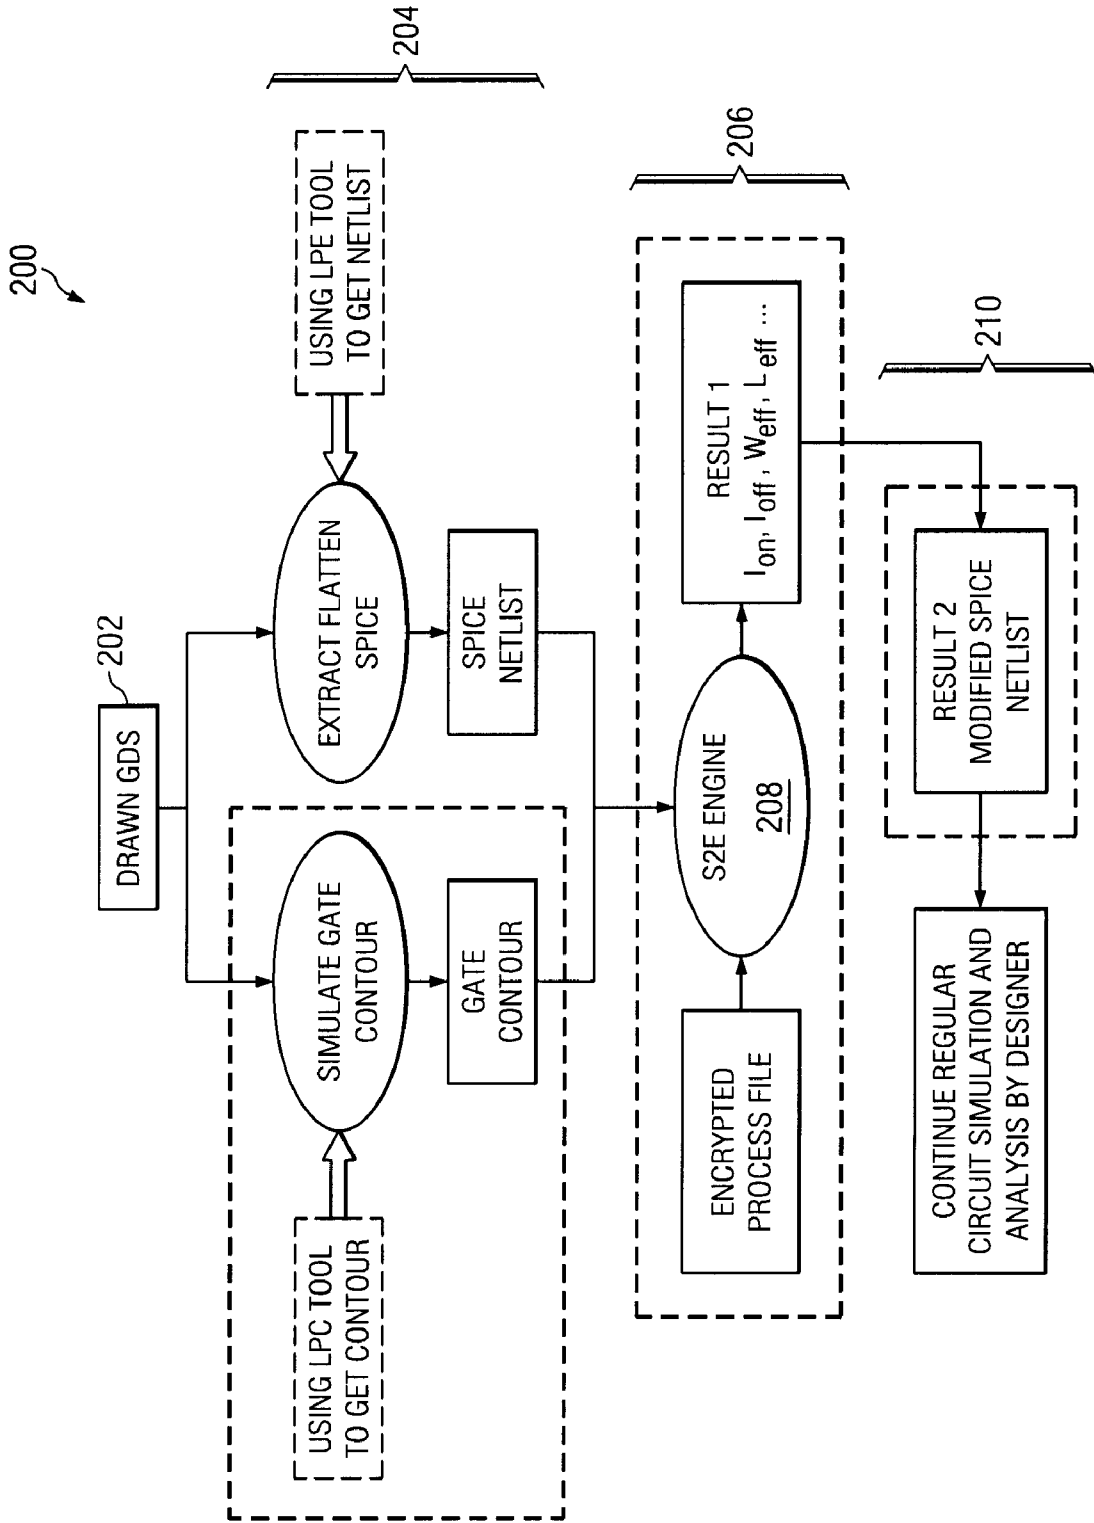 200
DRAWN GDS
202
USING LPC TOOL
TO GET CONTOUR
SIMULATE GATE
CONTOUR
EXTRACT FLATTEN
SPICE
USING LPE TOOL
TO GET NETLIST
204
GATE
CONTOUR
SPICE
NETLIST
ENCRYPTED
PROCESS FILE
S2E ENGINE
208
RESULT 1
Ion, Ioff, Weff, Leff ...
206
CONTINUE REGULAR
CIRCUIT SIMULATION AND
ANALYSIS BY DESIGNER
RESULT 2
MODIFIED SPICE
NETLIST
210